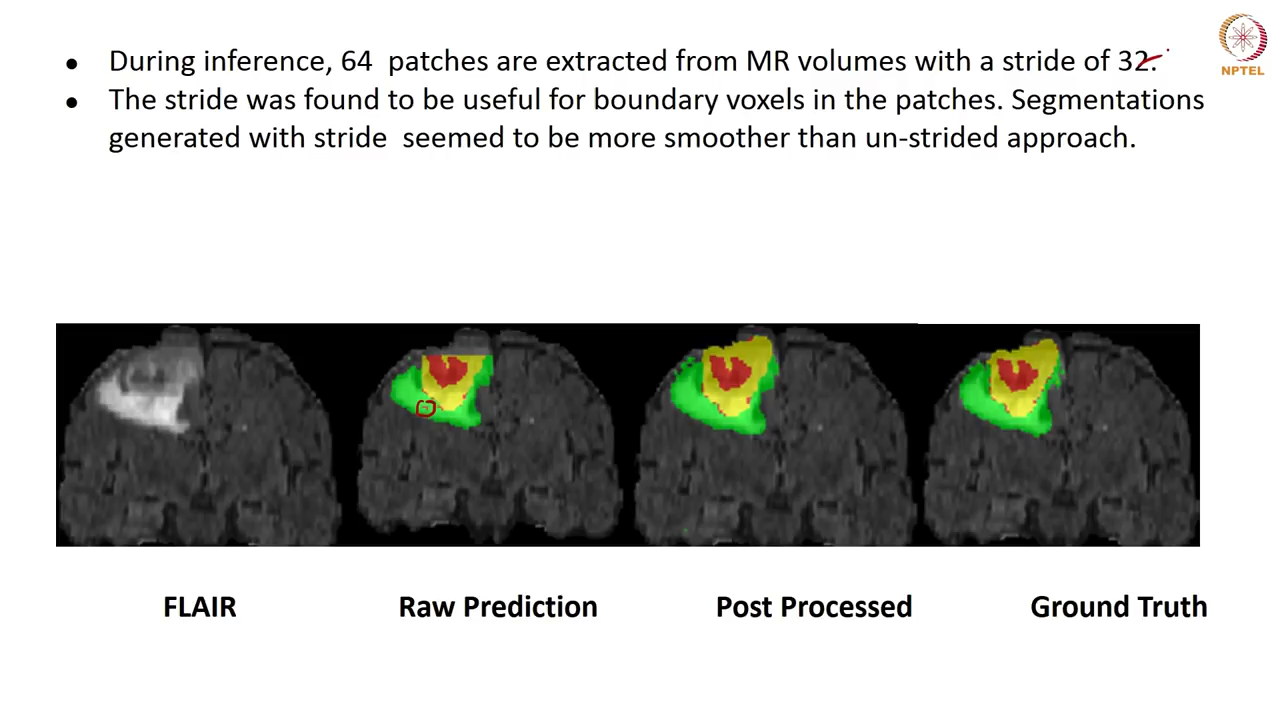 • During inference, 64 patches are extracted from MR volumes with a stride of 32.
• The stride was found to be useful for boundary voxels in the patches. Segmentations
generated with stride seemed to be more smoother than un-strided approach.
NPTEL
FLAIR
Raw Prediction
Post Processed
Ground Truth